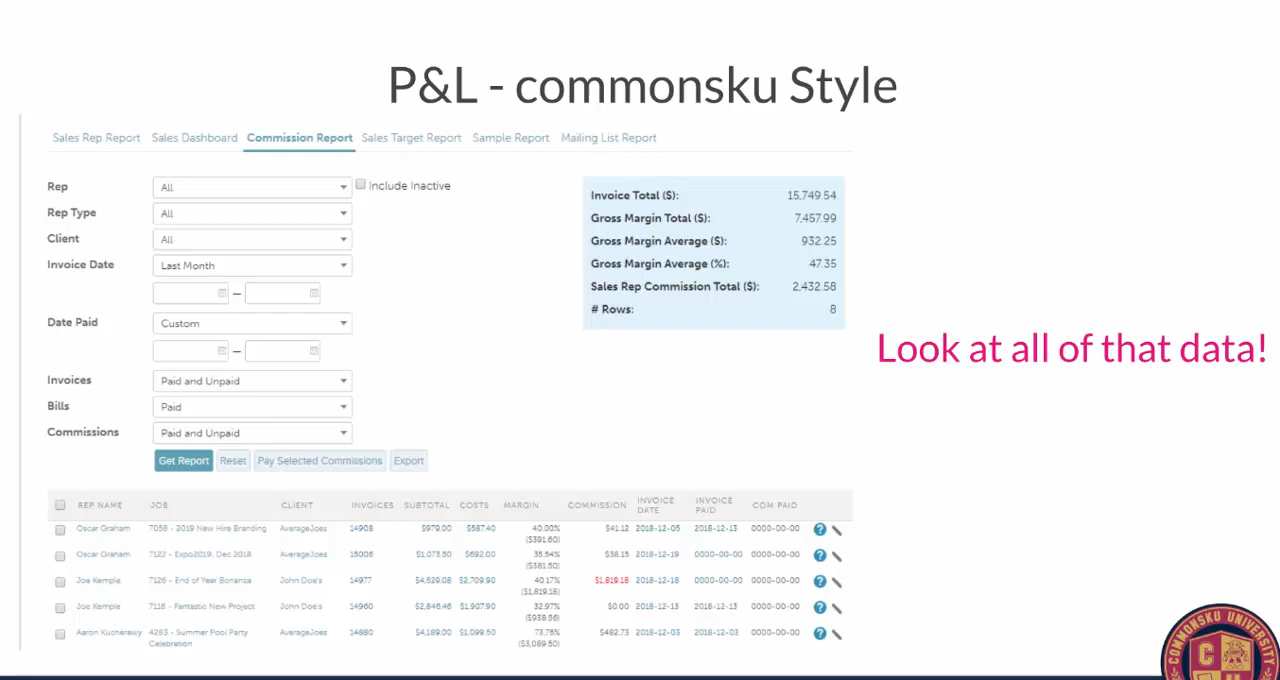 P&L - commonsku Style
Sales Rep Report Sales Dashboard Commission Report Sales Target Report Sample Report Mailing List Report
Rep All Include Inactive
Rep Type All
Client All
Invoice Date Last Month
–
Date Paid Custom
–
Invoices Paid and Unpaid
Bills Paid
Commissions Paid and Unpaid
Get Report Reset Pay Selected Commissions Export
Invoice Total ($): 15,749.54
Gross Margin Total ($): 7,457.99
Gross Margin Average ($): 932.25
Gross Margin Average (%): 47.35
Sales Rep Commission Total ($): 2,432.58
# Rows: 8
Look at all of that data!
REP NAME JOB CLIENT INVOICES SUBTOTAL COSTS MARGIN COMMISSION INVOICE DATE INVOICE PAID COM PAID
Oscar Graham 7058 - 2019 New Hire Branding AverageJoes 14908 $979.00 $587.40 40.00% $41.12 2018-12-05 2018-12-13 0000-00-00 ?
($391.60)
Oscar Graham 7122 - Expo2019, Dec 2018 AverageJoes 15006 $1,073.50 $692.00 35.54% $38.15 2018-12-19 0000-00-00 0000-00-00 ?
($381.50)
Joe Kemple 7126 - End of Year Bonanza John Doe's 14977 $4,529.08 $2,709.90 40.17% $1,819.18 2018-12-18 0000-00-00 0000-00-00 ?
($1,819.18)
Joe Kemple 7116 - Fantastic New Project John Doe's 14960 $2,846.46 $1,907.90 32.97% $0.00 2018-12-13 2018-12-13 0000-00-00 ?
($938.56)
Aaron Kucherawy 4283 - Summer Pool Party AverageJoes 14880 $4,189.00 $1,099.50 73.75% $482.73 2018-12-03 2018-12-03 0000-00-00 ?
Celebration ($3,089.50)
COMMONSKU UNIVERSITY
C U